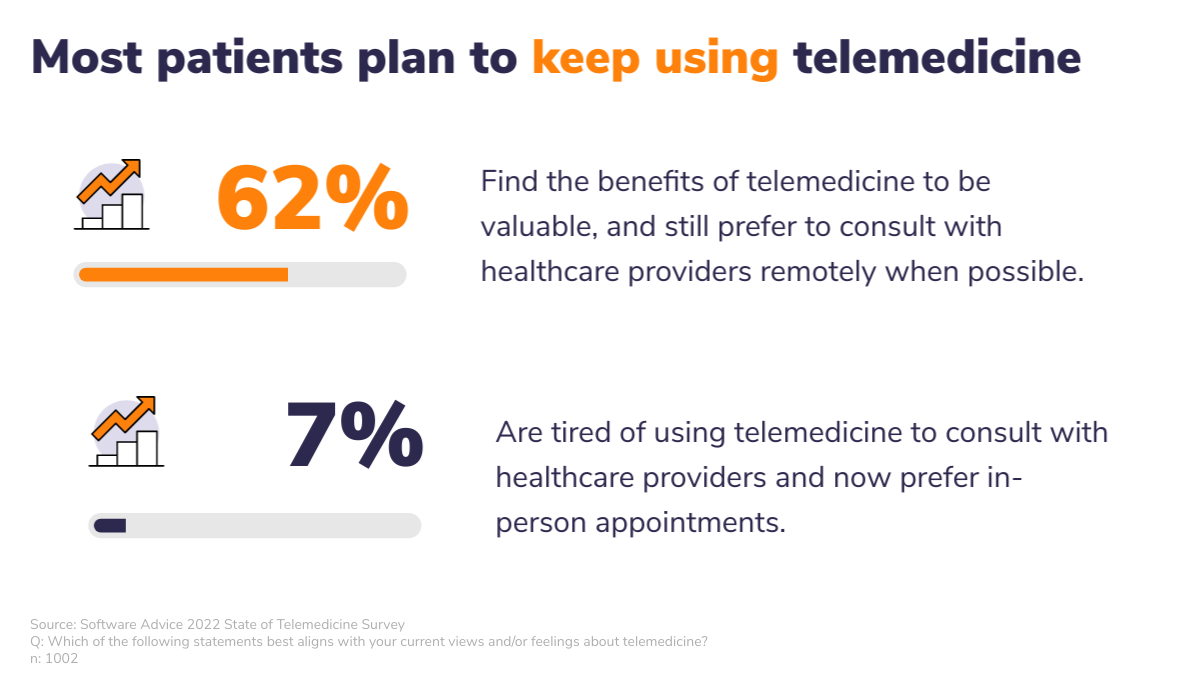 Most patients plan to keep using telemedicine
62%
Find the benefits of telemedicine to be
valuable, and still prefer to consult with
healthcare providers remotely when possible.
7%
Are tired of using telemedicine to consult with
healthcare providers and now prefer in-
person appointments.
Source: Software Advice 2022 State of Telemedicine Survey
Q: Which of the following statements best aligns with your current views and/or feelings about telemedicine?
n: 1002